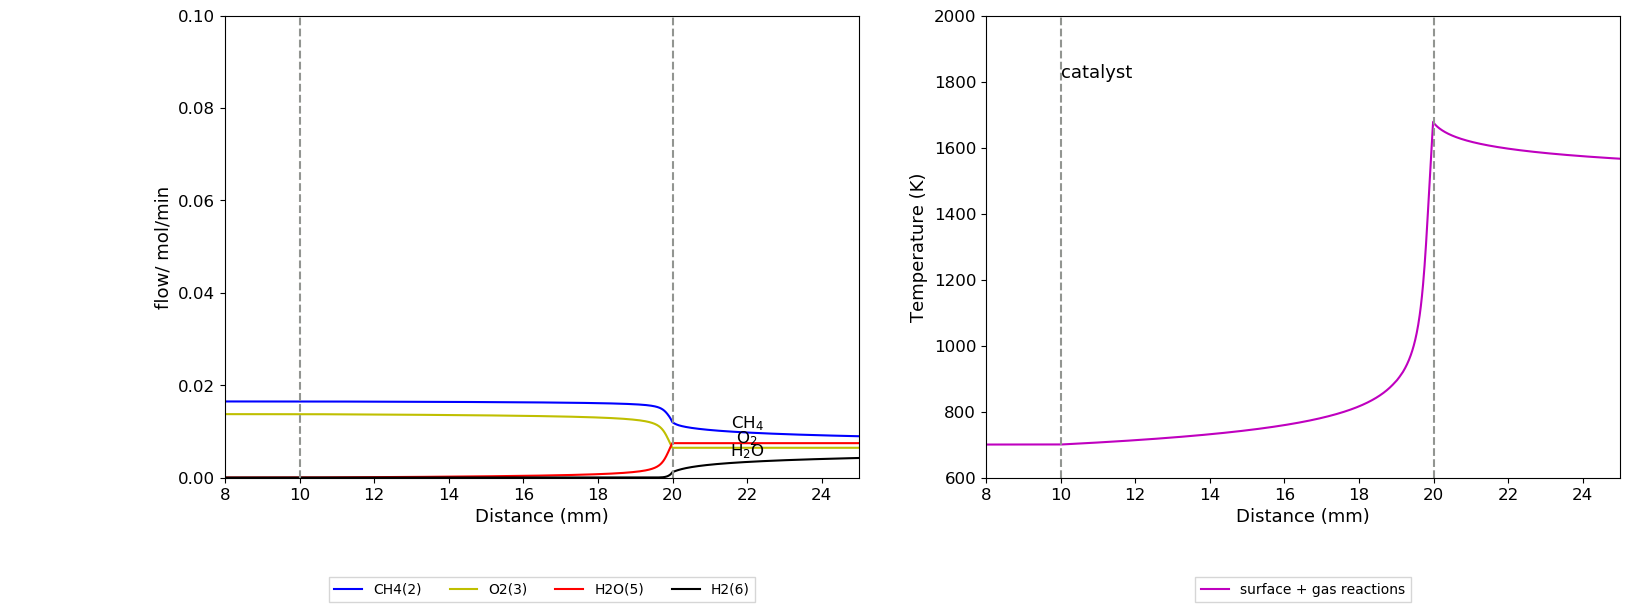 0.10
0.08
0.06
0.04
0.02
0.00
flow/ mol/min
8 10 12 14 16 18 20 22 24
Distance (mm)
CH₄
O₂
H₂O
CH4(2) O2(3) H2O(5) H2(6)
2000
1800
1600
1400
1200
1000
800
600
Temperature (K)
catalyst
8 10 12 14 16 18 20 22 24
Distance (mm)
surface + gas reactions